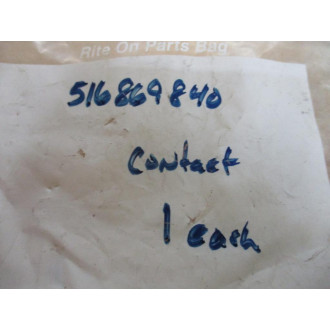 Rite On Parts Bag
516869840
Contact
1 each